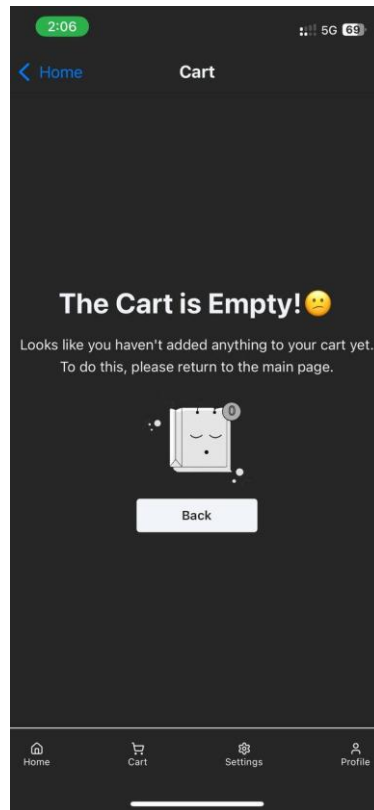 2:06
5G 69
Home
Cart
The Cart is Empty!😕
Looks like you haven't added anything to your cart yet.
To do this, please return to the main page.
0
Back
Home
Cart
Settings
Profile